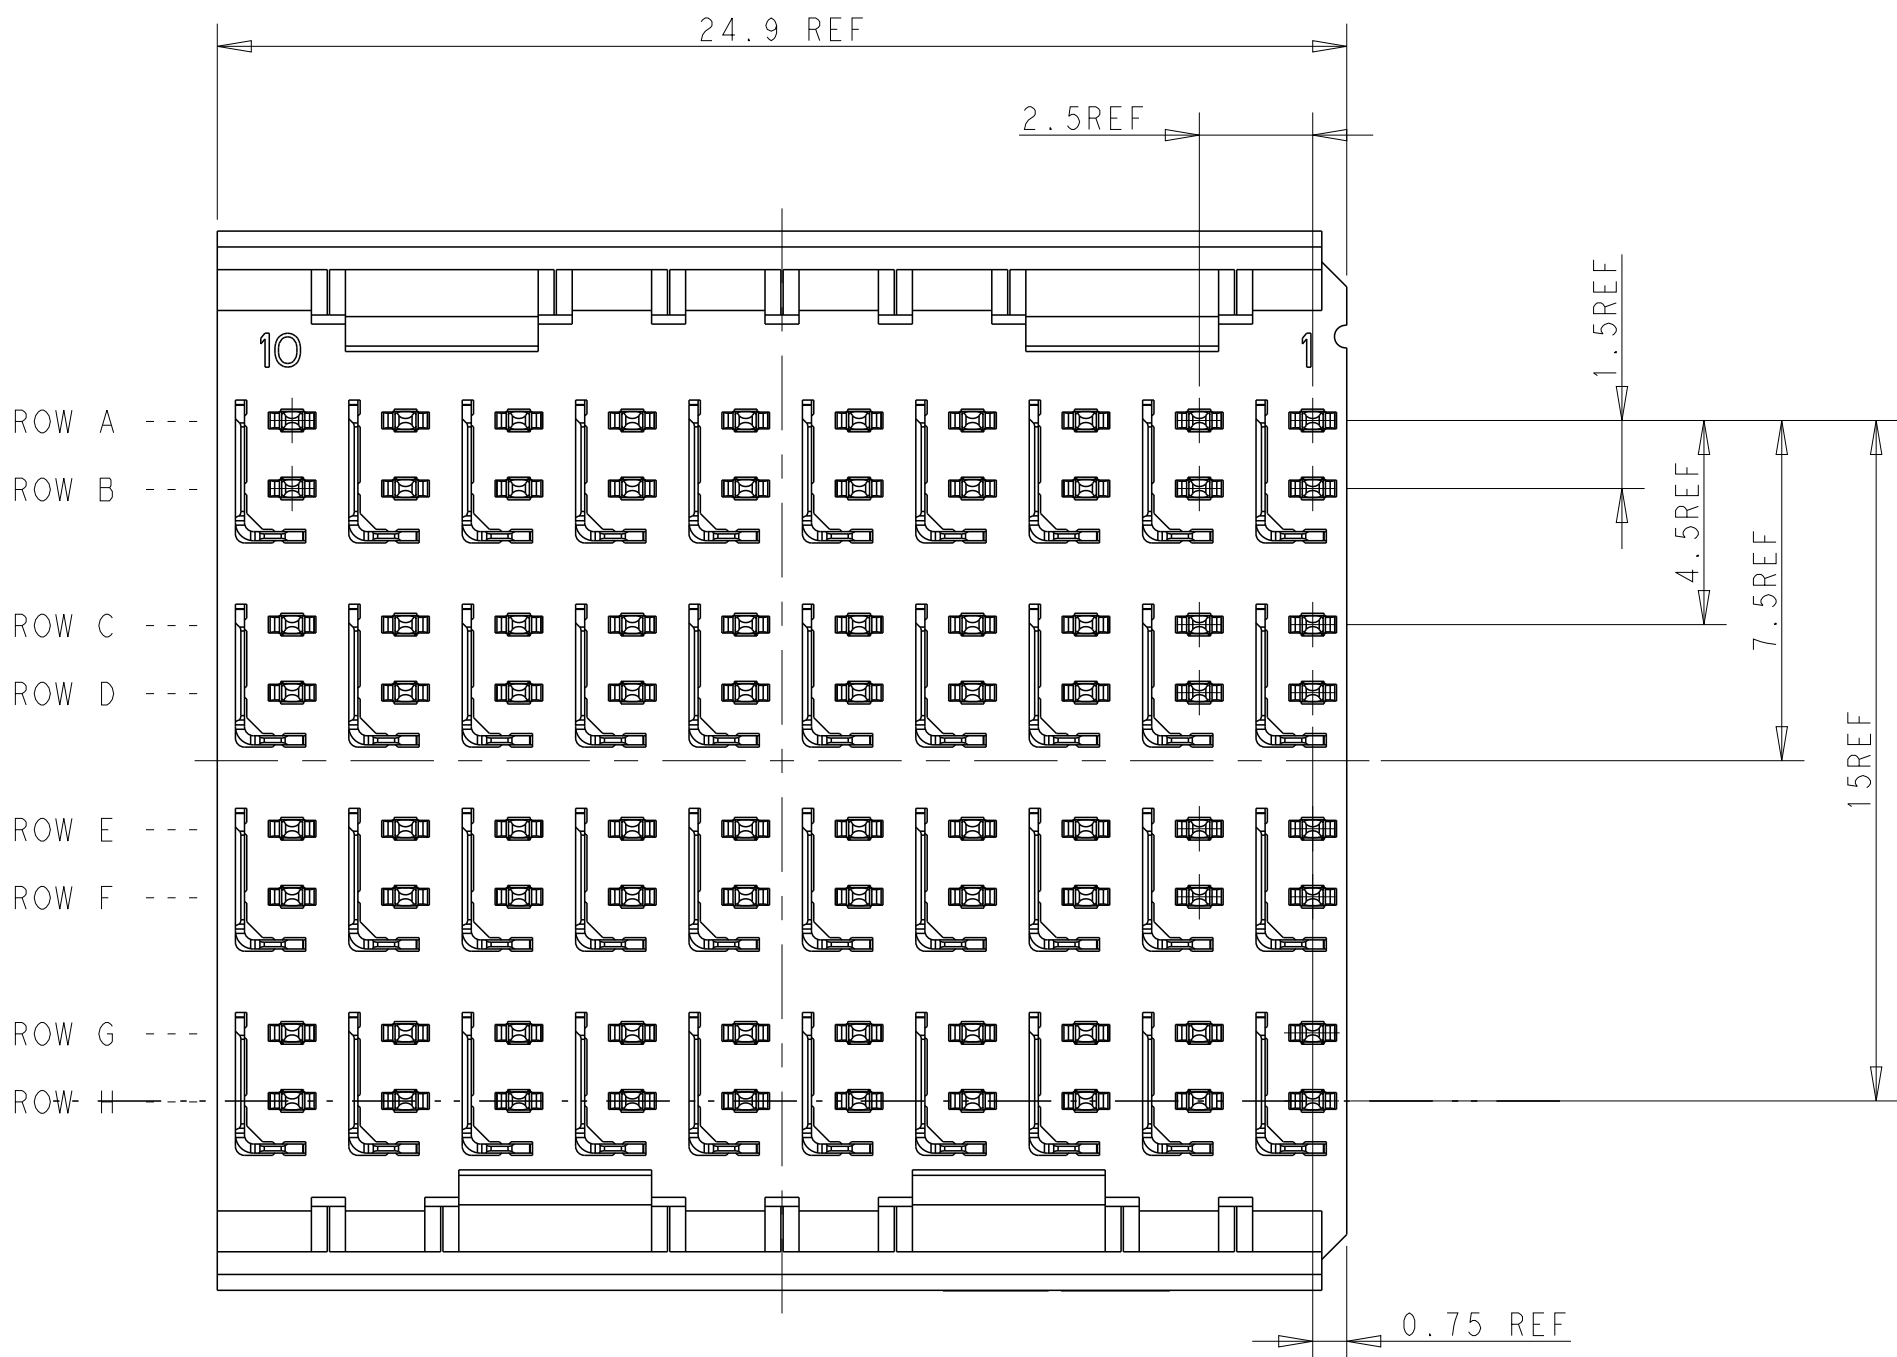 24.9 REF
2.5REF
1.5REF
10
1
ROW A
ROW B
4.5REF
7.5REF
ROW C
ROW D
15REF
ROW E
ROW F
ROW G
ROW H
0.75 REF